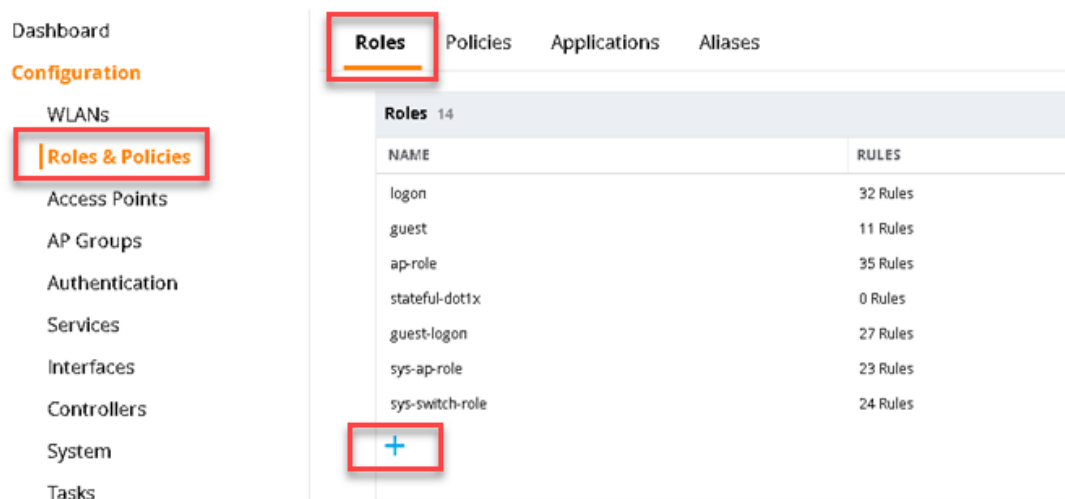 Dashboard
Configuration
WLANs
Roles & Policies
Access Points
AP Groups
Authentication
Services
Interfaces
Controllers
System
Tasks
Roles Policies Applications Aliases
Roles 14
NAME RULES
logon 32 Rules
guest 11 Rules
ap-role 35 Rules
stateful-dot1x 0 Rules
guest-logon 27 Rules
sys-ap-role 23 Rules
sys-switch-role 24 Rules
+